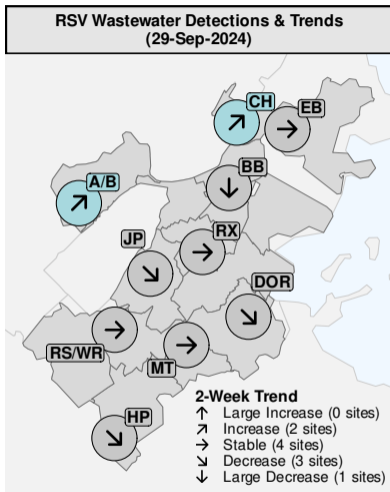 RSV Wastewater Detections & Trends
(29-Sep-2024)
CH
EB
BB
A/B
JP
RX
DOR
RS/WR
MT
HP
2-Week Trend
↑ Large Increase (0 sites)
↗ Increase (2 sites)
→ Stable (4 sites)
↘ Decrease (3 sites)
↓ Large Decrease (1 sites)